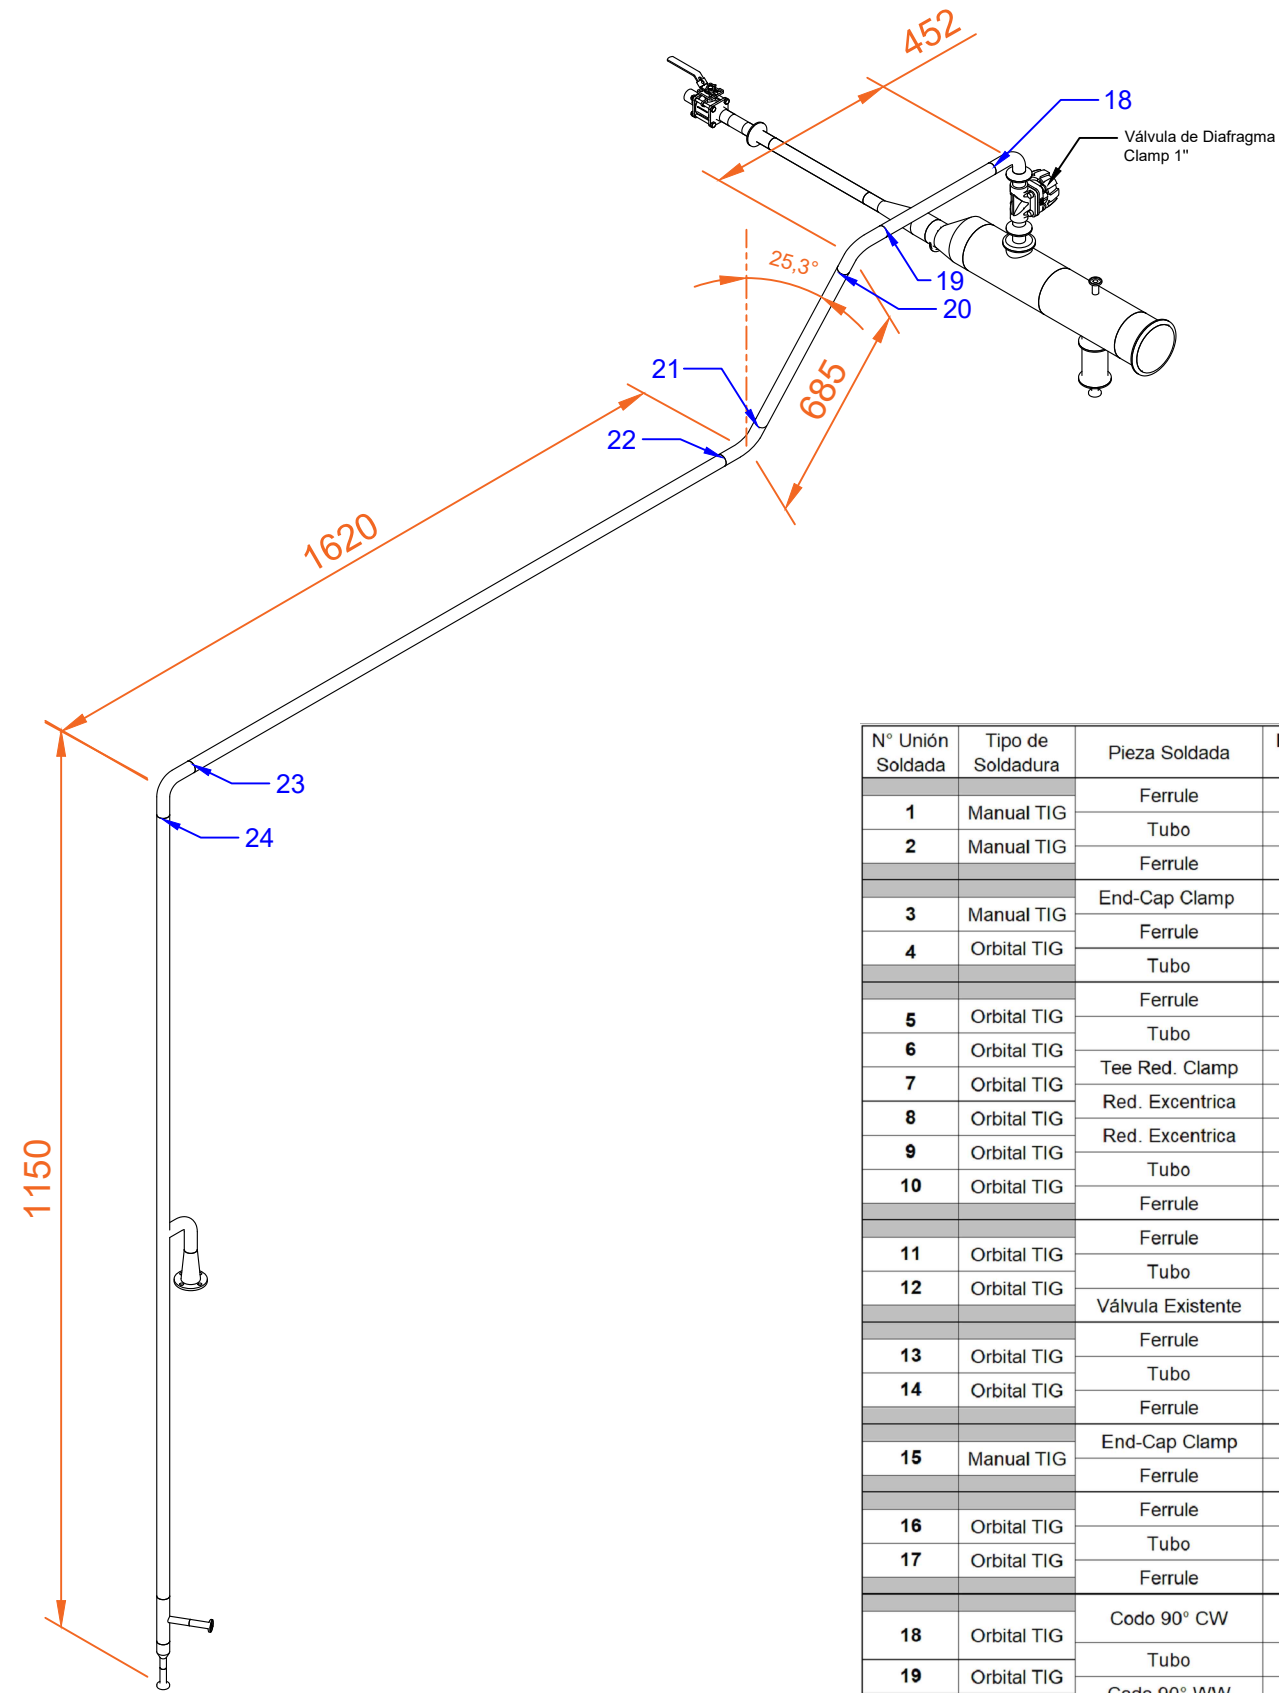 452
18
Válvula de Diafragma
Clamp 1"
25,3°
19
20
21
685
22
1620
23
24
1150
N° Unión Soldada Tipo de Soldadura Pieza Soldada
Ferrule
1 Manual TIG
Tubo
2 Manual TIG
Ferrule
End-Cap Clamp
3 Manual TIG
Ferrule
4 Orbital TIG
Tubo
Ferrule
5 Orbital TIG
Tubo
6 Orbital TIG
Tee Red. Clamp
7 Orbital TIG
Red. Excentrica
8 Orbital TIG
Red. Excentrica
9 Orbital TIG
Tubo
10 Orbital TIG
Ferrule
Ferrule
11 Orbital TIG
Tubo
12 Orbital TIG
Válvula Existente
Ferrule
13 Orbital TIG
Tubo
14 Orbital TIG
Ferrule
End-Cap Clamp
15 Manual TIG
Ferrule
Ferrule
16 Orbital TIG
Tubo
17 Orbital TIG
Ferrule
Codo 90° CW
18 Orbital TIG
Tubo
19 Orbital TIG
Codo 90° WW